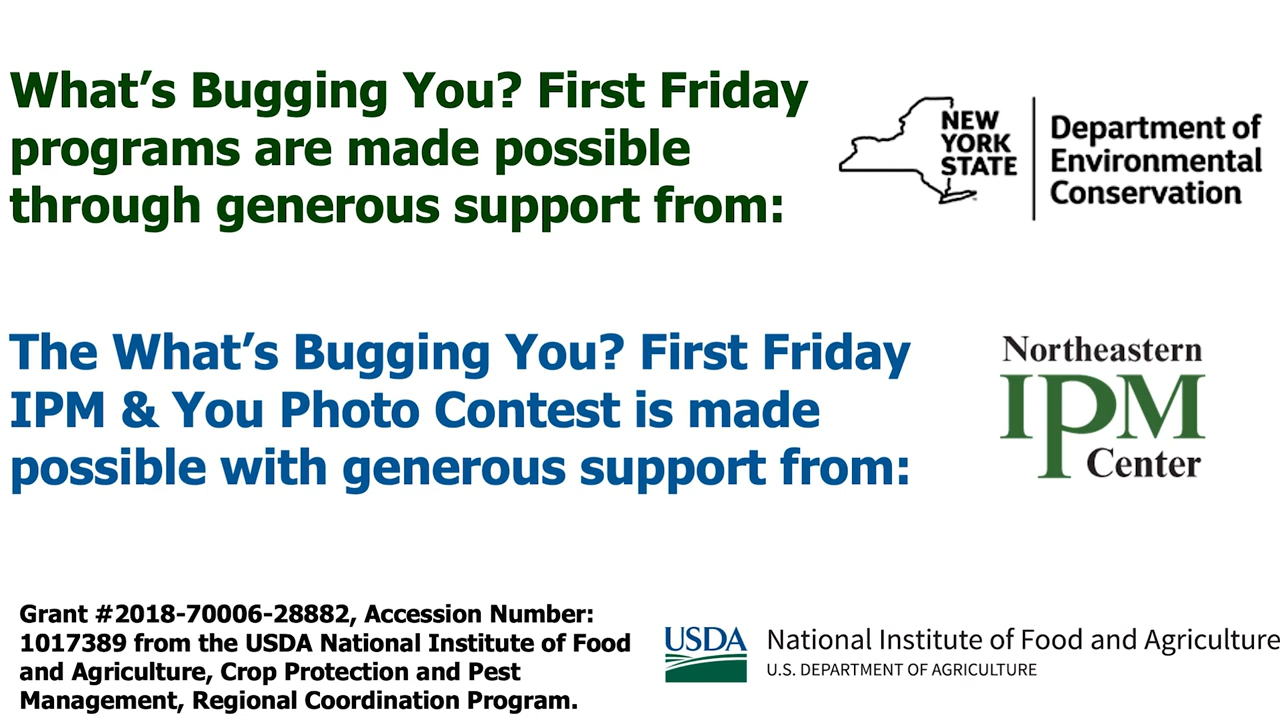 What's Bugging You? First Friday
programs are made possible
through generous support from:
NEW
YORK
STATE
Department of
Environmental
Conservation
The What's Bugging You? First Friday
IPM & You Photo Contest is made
possible with generous support from:
Northeastern
IPM
Center
Grant #2018-70006-28882, Accession Number:
1017389 from the USDA National Institute of Food
and Agriculture, Crop Protection and Pest
Management, Regional Coordination Program.
USDA
National Institute of Food and Agriculture
U.S. DEPARTMENT OF AGRICULTURE